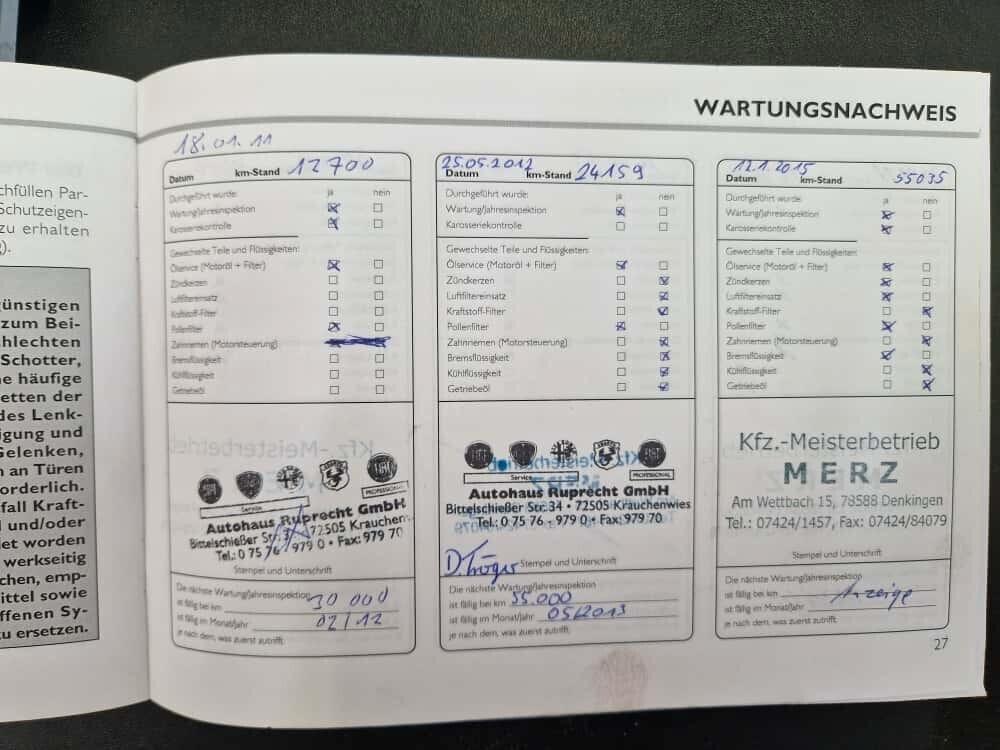 chfüllen Par-
Schutzeigen-
zu erhalten
).
günstigen
zum Bei-
hlechten
Schotter,
e häufige
etten der
des Lenk-
igung und
Gelenken,
n an Türen
orderlich.
fall Kraft-
l und/oder
et worden
werkseitig
chen, emp-
ittel sowie
ffenen Sy-
u ersetzen.
WARTUNGSNACHWEIS
18.01.11
Datum km-Stand 12700
ja nein
Durchgeführt wurde:
Wartung/Jahresinspektion
Karosseriekontrolle
Gewechselte Teile und Flüssigkeiten:
Ölservice (Motoröl + Filter)
Zündkerzen
Luftfiltereinsatz
Kraftstoff-Filter
Pollenfilter
Zahnriemen (Motorsteuerung)
Bremsflüssigkeit
Kühlflüssigkeit
Getriebeöl
Service
PROFESSIONAL
Autohaus Ruprecht GmbH
Bittelschießer Str. 72505 Krauchen
Tel.: 0 75 76 - 979 0 • Fax: 979 70
Stempel und Unterschrift
Die nächste Wartung/Jahresinspektion
ist fällig bei km 30 000
ist fällig im Monat/Jahr 02/12
je nach dem, was zuerst zutrifft.
25.05.2012
Datum km-Stand 24159
ja nein
Durchgeführt wurde:
Wartung/Jahresinspektion
Karosseriekontrolle
Gewechselte Teile und Flüssigkeiten:
Ölservice (Motoröl + Filter)
Zündkerzen
Luftfiltereinsatz
Kraftstoff-Filter
Pollenfilter
Zahnriemen (Motorsteuerung)
Bremsflüssigkeit
Kühlflüssigkeit
Getriebeöl
Service
PROFESSIONAL
Autohaus Ruprecht GmbH
Bittelschießer Str. 34 • 72505 Krauchenwies
Tel.: 0 75 76 - 979 0 • Fax: 979 70
Stempel und Unterschrift
Die nächste Wartung/Jahresinspektion
ist fällig bei km 55.000
ist fällig im Monat/Jahr 05/2013
je nach dem, was zuerst zutrifft.
12.1.2015
Datum km-Stand 55035
ja nein
Durchgeführt wurde:
Wartung/Jahresinspektion
Karosseriekontrolle
Gewechselte Teile und Flüssigkeiten:
Ölservice (Motoröl + Filter)
Zündkerzen
Luftfiltereinsatz
Kraftstoff-Filter
Pollenfilter
Zahnriemen (Motorsteuerung)
Bremsflüssigkeit
Kühlflüssigkeit
Getriebeöl
Kfz.-Meisterbetrieb
MERZ
Am Wettbach 15, 78588 Denkingen
Tel.: 07424/1457, Fax: 07424/84079
Stempel und Unterschrift
Die nächste Wartung/Jahresinspektion
ist fällig bei km Anzeige
ist fällig im Monat/Jahr
je nach dem, was zuerst zutrifft.
27